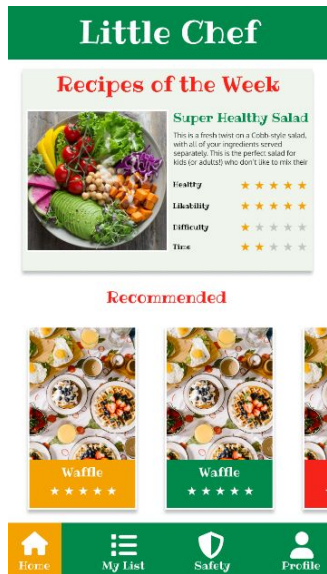 Little Chef
Recipes of the Week
Super Healthy Salad
This is a fresh twist on a Cobb-style salad,
with all of your ingredients served
separately. This is the perfect salad for
kids (or adults!) who don't like to mix their
Healthy
Likability
Difficulty
Time
Recommended
Waffle
Waffle
Home
My List
Safety
Profile